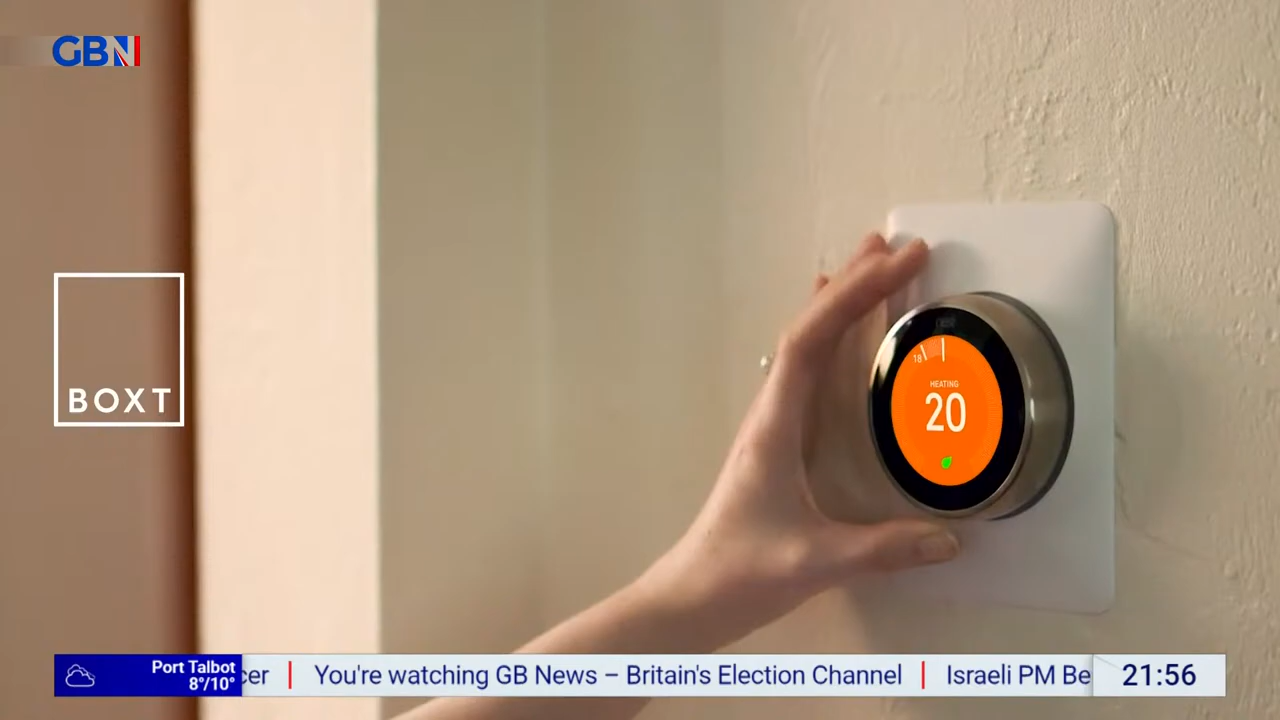 GBN
BOXT
18
HEATING
20
Port Talbot
8°/10°
cer | You're watching GB News – Britain's Election Channel | Israeli PM Be
21:56